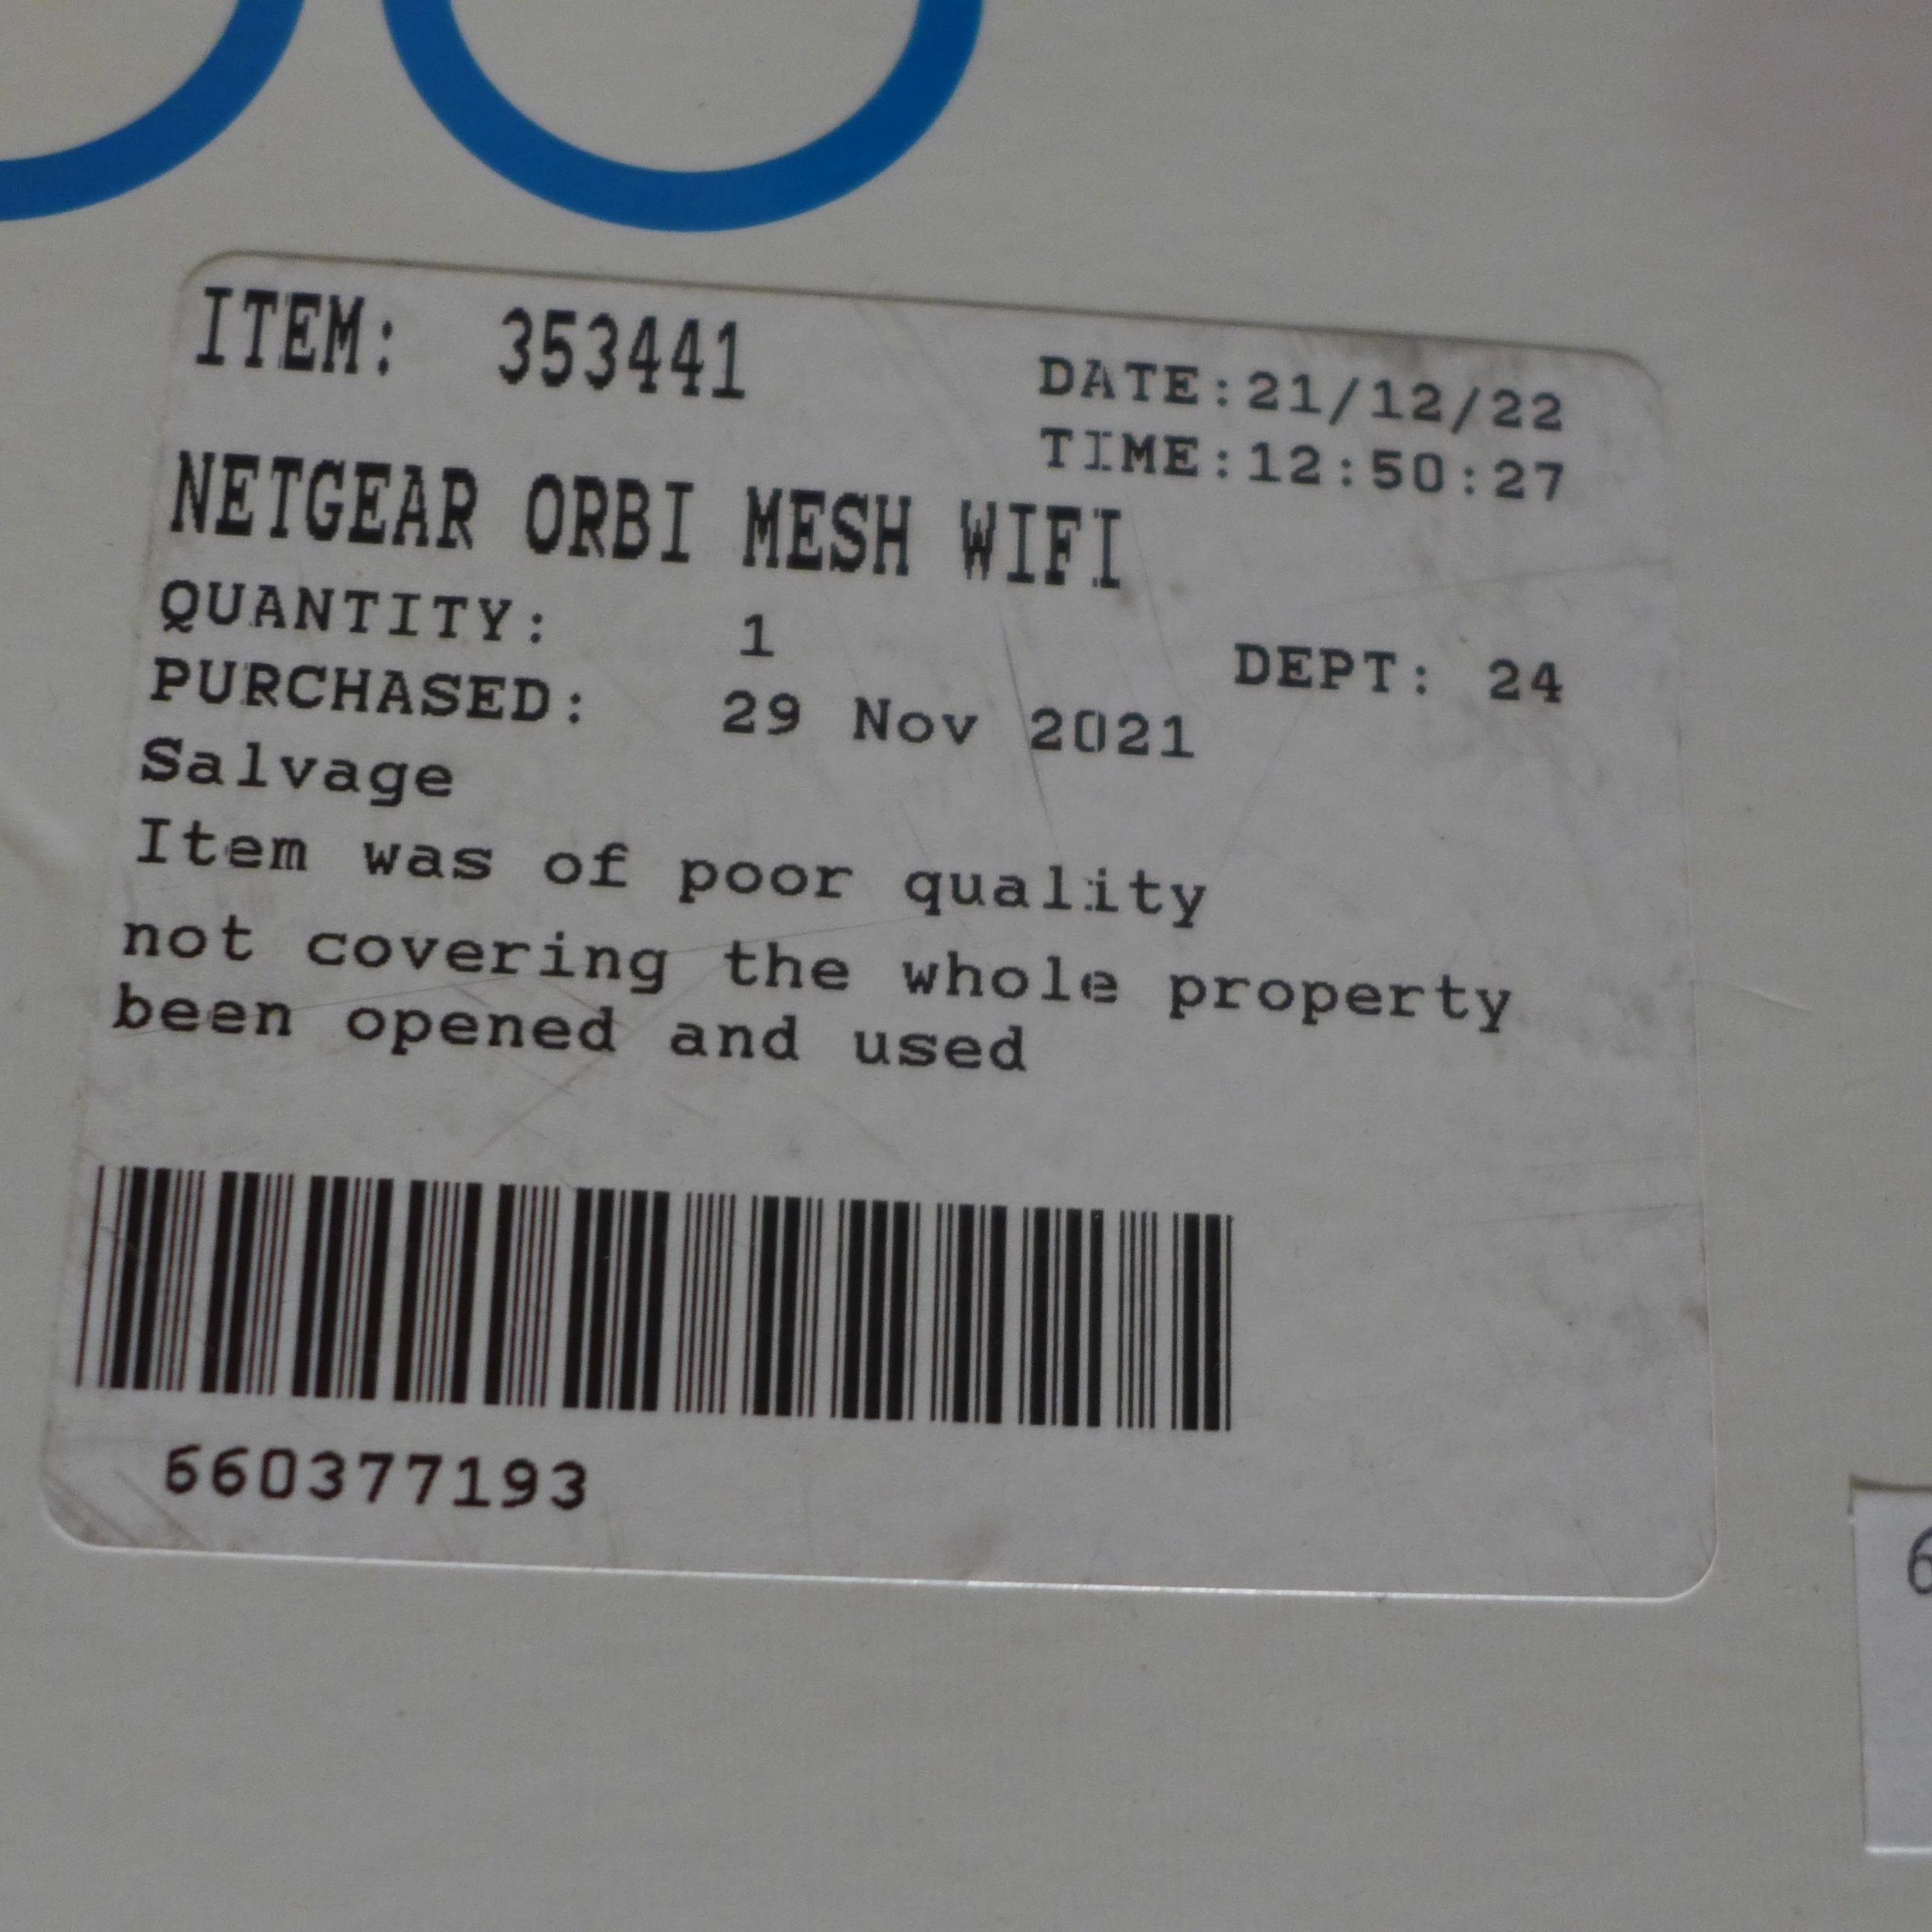 ITEM: 353441
DATE:21/12/22
TIME:12:50:27
NETGEAR ORBI MESH WIFI
QUANTITY: 1
DEPT: 24
PURCHASED: 29 Nov 2021
Salvage
Item was of poor quality
not covering the whole property
been opened and used
660377193
6